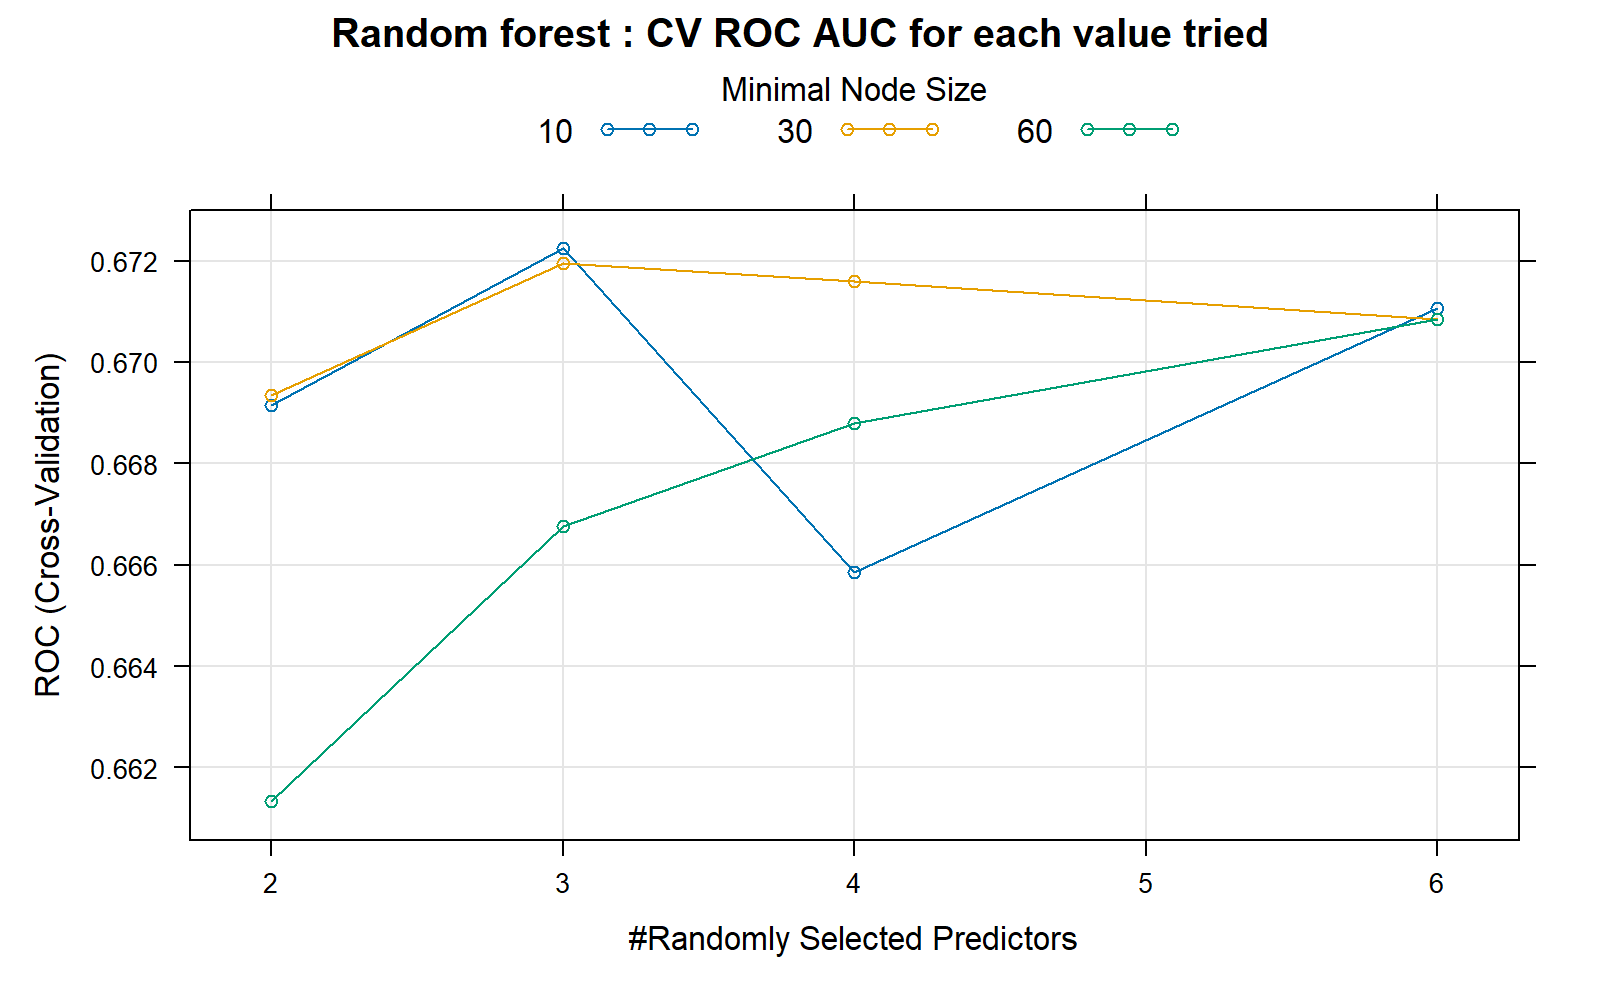 Random forest : CV ROC AUC for each value tried
Minimal Node Size
10 30 60
ROC (Cross-Validation)
0.672
0.670
0.668
0.666
0.664
0.662
2 3 4 5 6
#Randomly Selected Predictors